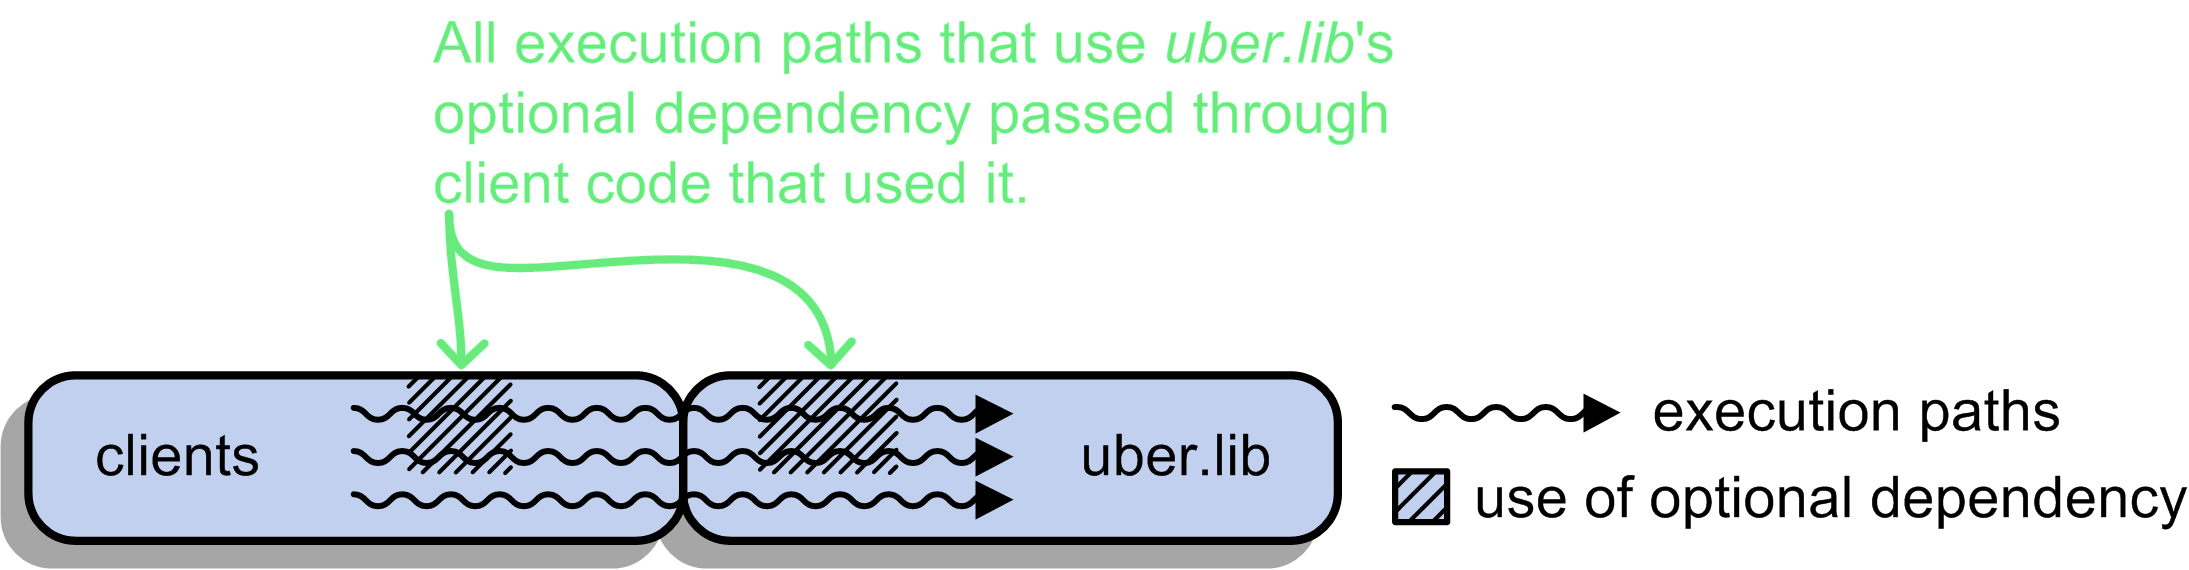 All execution paths that use uber.lib's
optional dependency passed through
client code that used it.
clients
uber.lib
execution paths
use of optional dependency